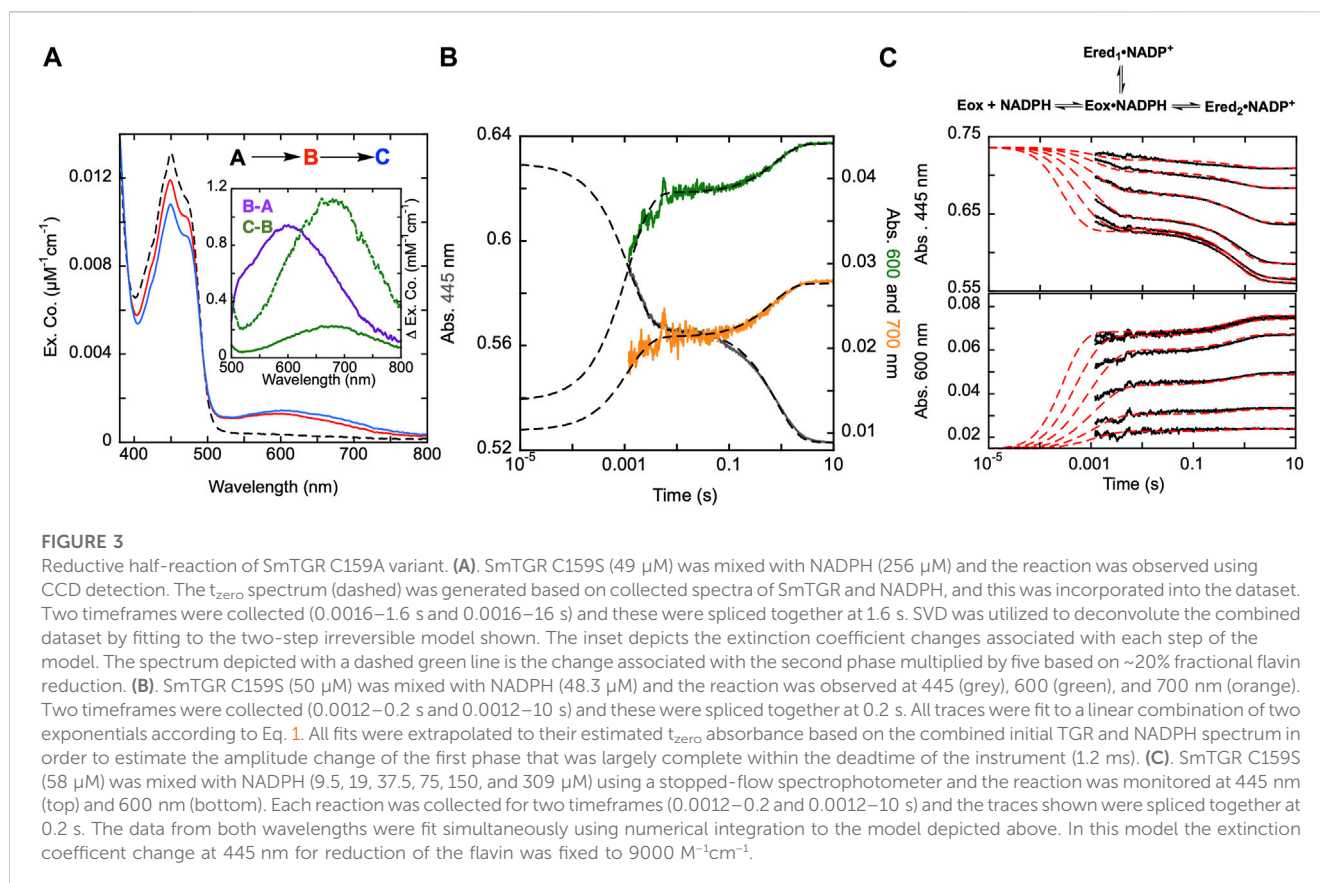 A
B
C
Ered₁•NADP⁺
Eox + NADPH ⇌ Eox•NADPH ⇌ Ered₂•NADP⁺
A → B → C
B-A
C-B
1.2
0.8
0.4
0
500 600 700 800
Wavelength (nm)
Δ Ex. Co. (mM⁻¹cm⁻¹)
Ex. Co. (µM⁻¹cm⁻¹)
0.012
0.008
0.004
0
400 500 600 700 800
Wavelength (nm)
Abs. 445 nm
0.64
0.6
0.56
0.52
0.04
0.03
0.02
0.01
Abs. 600 and 700 nm
10⁻⁵ 0.001 0.1 10
Time (s)
Abs . 445 nm
0.75
0.65
0.55
Abs. 600 nm
0.08
0.06
0.04
0.02
10⁻⁵ 0.001 0.1 10
Time (s)
FIGURE 3
Reductive half-reaction of SmTGR C159A variant. (A). SmTGR C159S (49 µM) was mixed with NADPH (256 µM) and the reaction was observed using
CCD detection. The tzero spectrum (dashed) was generated based on collected spectra of SmTGR and NADPH, and this was incorporated into the dataset.
Two timeframes were collected (0.0016–1.6 s and 0.0016–16 s) and these were spliced together at 1.6 s. SVD was utilized to deconvolute the combined
dataset by fitting to the two-step irreversible model shown. The inset depicts the extinction coefficient changes associated with each step of the
model. The spectrum depicted with a dashed green line is the change associated with the second phase multiplied by five based on ~20% fractional flavin
reduction. (B). SmTGR C159S (50 µM) was mixed with NADPH (48.3 µM) and the reaction was observed at 445 (grey), 600 (green), and 700 nm (orange).
Two timeframes were collected (0.0012–0.2 s and 0.0012–10 s) and these were spliced together at 0.2 s. All traces were fit to a linear combination of two
exponentials according to Eq. 1. All fits were extrapolated to their estimated tzero absorbance based on the combined initial TGR and NADPH spectrum in
order to estimate the amplitude change of the first phase that was largely complete within the deadtime of the instrument (1.2 ms). (C). SmTGR C159S
(58 µM) was mixed with NADPH (9.5, 19, 37.5, 75, 150, and 309 µM) using a stopped-flow spectrophotometer and the reaction was monitored at 445 nm
(top) and 600 nm (bottom). Each reaction was collected for two timeframes (0.0012–0.2 and 0.0012–10 s) and the traces shown were spliced together at
0.2 s. The data from both wavelengths were fit simultaneously using numerical integration to the model depicted above. In this model the extinction
coefficent change at 445 nm for reduction of the flavin was fixed to 9000 M⁻¹cm⁻¹.